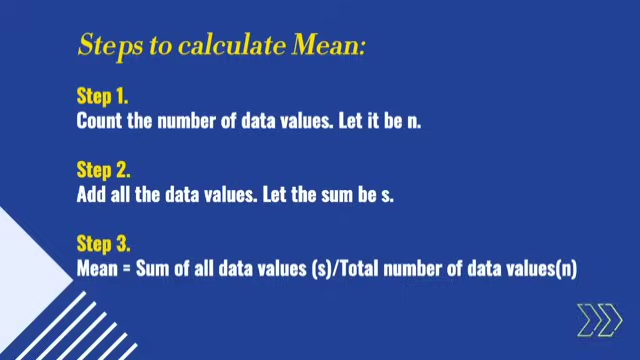 Steps to calculate Mean:
Step 1.
Count the number of data values. Let it be n.
Step 2.
Add all the data values. Let the sum be s.
Step 3.
Mean = Sum of all data values (s)/Total number of data values(n)